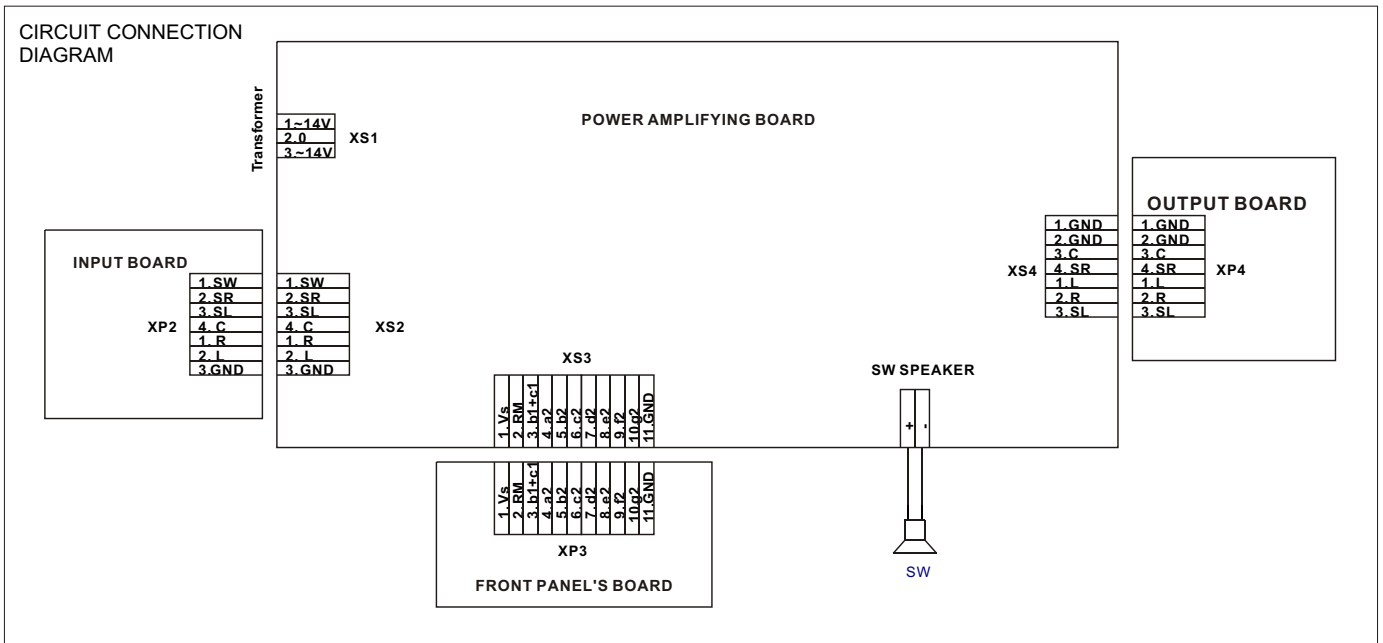 CIRCUIT CONNECTION
DIAGRAM
Transformer
1~14V
2.0
3.~14V
XS1
POWER AMPLIFYING BOARD
INPUT BOARD
XP2
1.SW
2.SR
3.SL
4. C
1. R
2. L
3.GND
1.SW
2.SR
3.SL
4. C
1. R
2. L
3.GND
XS2
XS3
1.Vs
2.RM
3.b1+c1
4.a2
5.b2
6.c2
7.d2
8.e2
9.f2
10.g2
11.GND
1.Vs
2.RM
3.b1+c1
4.a2
5.b2
6.c2
7.d2
8.e2
9.f2
10.g2
11.GND
XP3
FRONT PANEL'S BOARD
SW SPEAKER
+
-
SW
XS4
1.GND
2.GND
3.C
4.SR
1.L
2.R
3.SL
OUTPUT BOARD
1.GND
2.GND
3.C
4.SR
1.L
2.R
3.SL
XP4